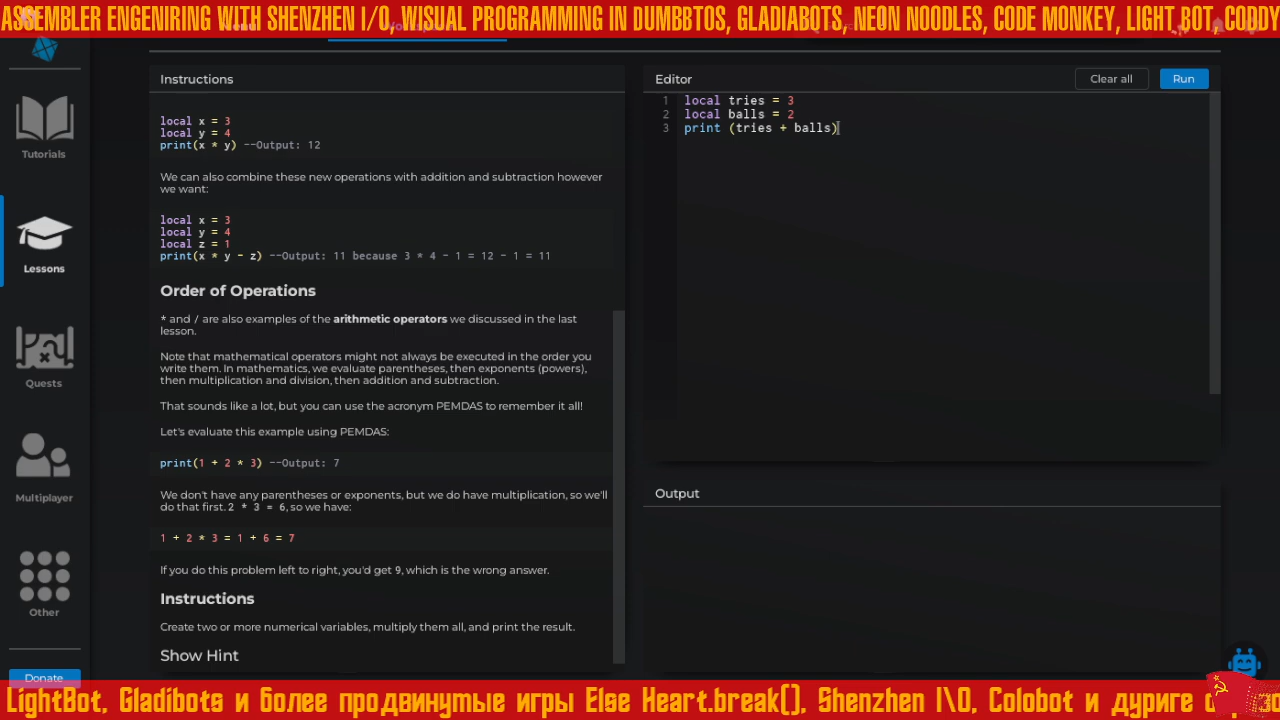 ASSEMBLER ENGENIRING WITH SHENZHEN I/O, WISUAL PROGRAMMING IN DUMBBTOS, GLADIABOTS, NEON NOODLES, CODE MONKEY, LIGHT BOT, CODDY
Tutorials
Lessons
Quests
Multiplayer
Other
Donate
Instructions
local x = 3
local y = 4
print(x * y) --Output: 12
We can also combine these new operations with addition and subtraction however
we want:
local x = 3
local y = 4
local z = 1
print(x * y - z) --Output: 11 because 3 * 4 - 1 = 12 - 1 = 11
Order of Operations
* and / are also examples of the arithmetic operators we discussed in the last
lesson.
Note that mathematical operators might not always be executed in the order you
write them. In mathematics, we evaluate parentheses, then exponents (powers),
then multiplication and division, then addition and subtraction.
That sounds like a lot, but you can use the acronym PEMDAS to remember it all!
Let's evaluate this example using PEMDAS:
print(1 + 2 * 3) --Output: 7
We don't have any parentheses or exponents, but we do have multiplication, so we'll
do that first. 2 * 3 = 6, so we have:
1 + 2 * 3 = 1 + 6 = 7
If you do this problem left to right, you'd get 9, which is the wrong answer.
Instructions
Create two or more numerical variables, multiply them all, and print the result.
Show Hint
Editor
Clear all
Run
1 local tries = 3
2 local balls = 2
3 print (tries + balls)
Output
LightBot, Gladibots и более продвинутые игры Else Heart.break(), Shenzhen I\O, Colobot и дуриге